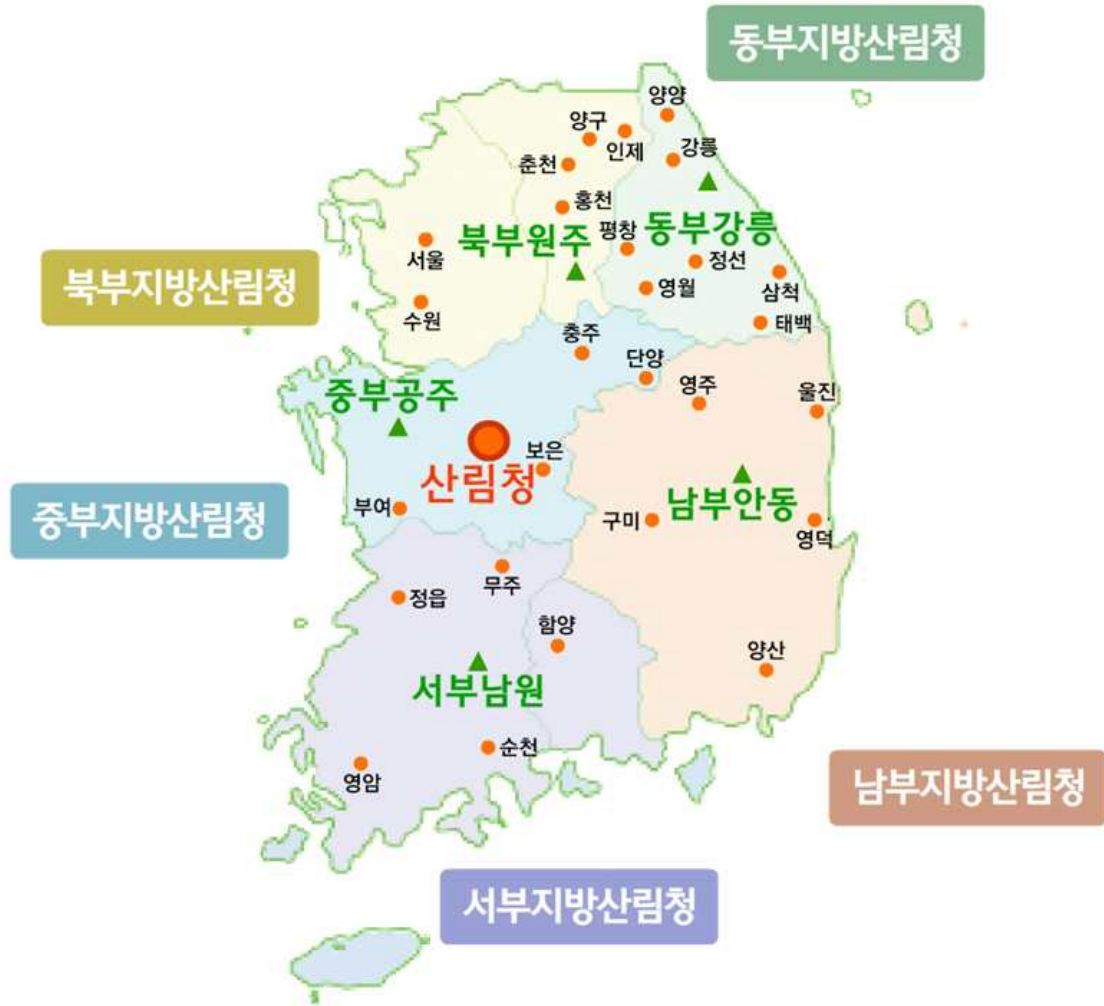 동부지방산림청
양양
양구
인제
강릉
춘천
홍천
북부원주
평창
동부강릉
서울
정선
북부지방산림청
영월
삼척
수원
태백
충주
단양
영주
울진
중부공주
보은
산림청
남부안동
중부지방산림청
부여
구미
영덕
무주
정읍
함양
양산
서부남원
순천
영암
남부지방산림청
서부지방산림청